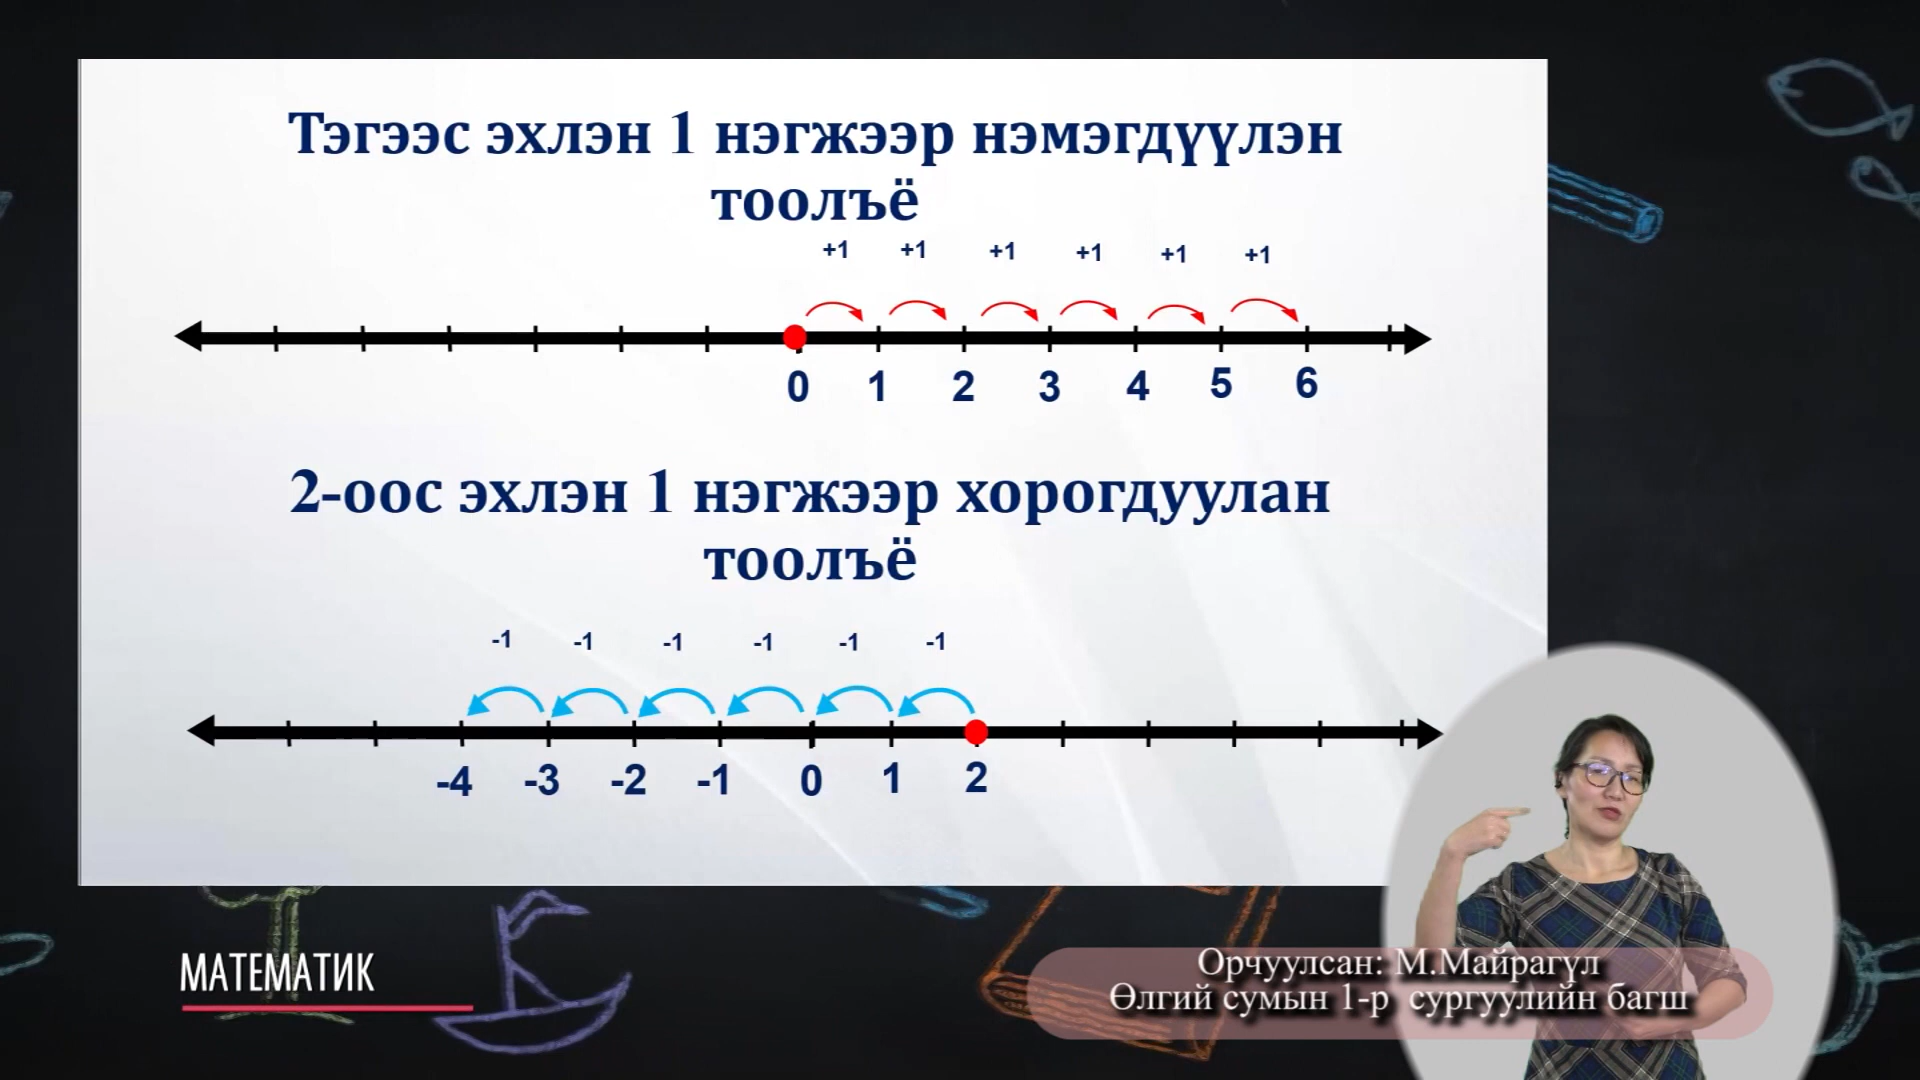 Тэгээс эхлэн 1 нэгжээр нэмэгдүүлэн
тоолъё
+1 +1 +1 +1 +1 +1
0 1 2 3 4 5 6
2-оос эхлэн 1 нэгжээр хорогдуулан
тоолъё
-1 -1 -1 -1 -1 -1
-4 -3 -2 -1 0 1 2
МАТЕМАТИК
Орчуулсан: М.Майрагүл
Өлгий сумын 1-р сургуулийн багш